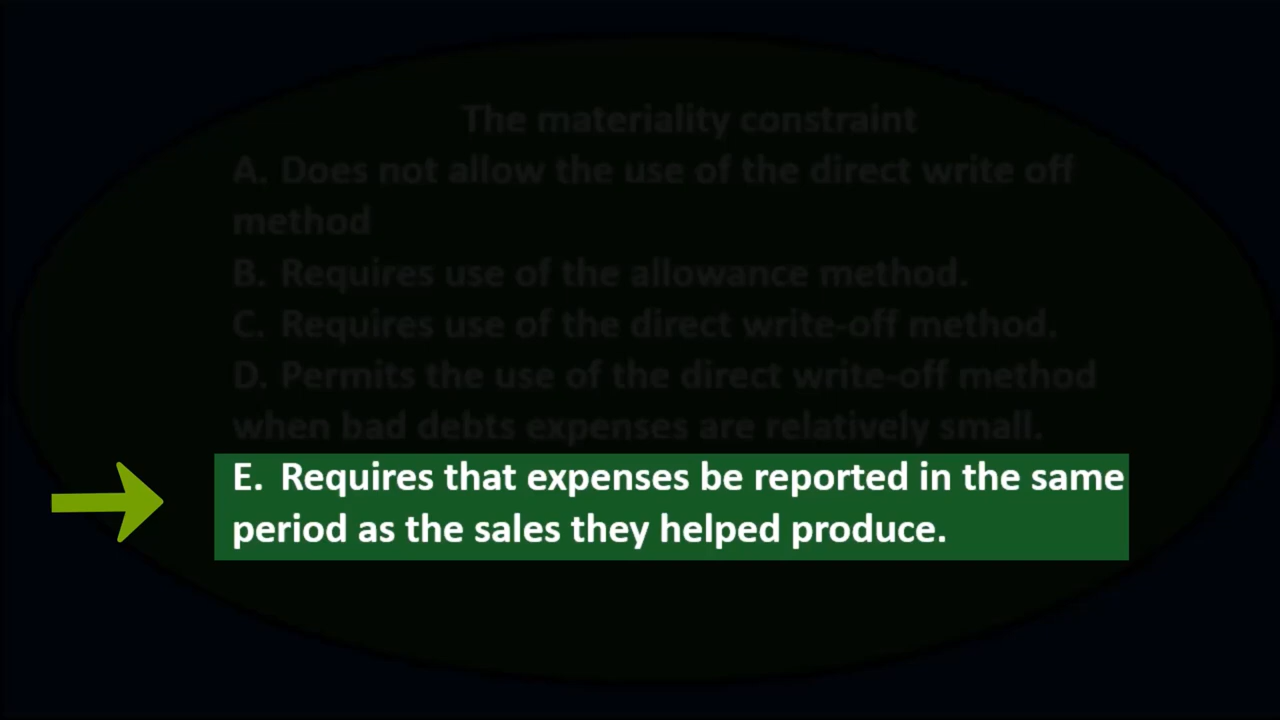 The materiality constraint
A. Does not allow the use of the direct write off
method
B. Requires use of the allowance method.
C. Requires use of the direct write-off method.
D. Permits the use of the direct write-off method
when bad debts expenses are relatively small.
E. Requires that expenses be reported in the same
period as the sales they helped produce.